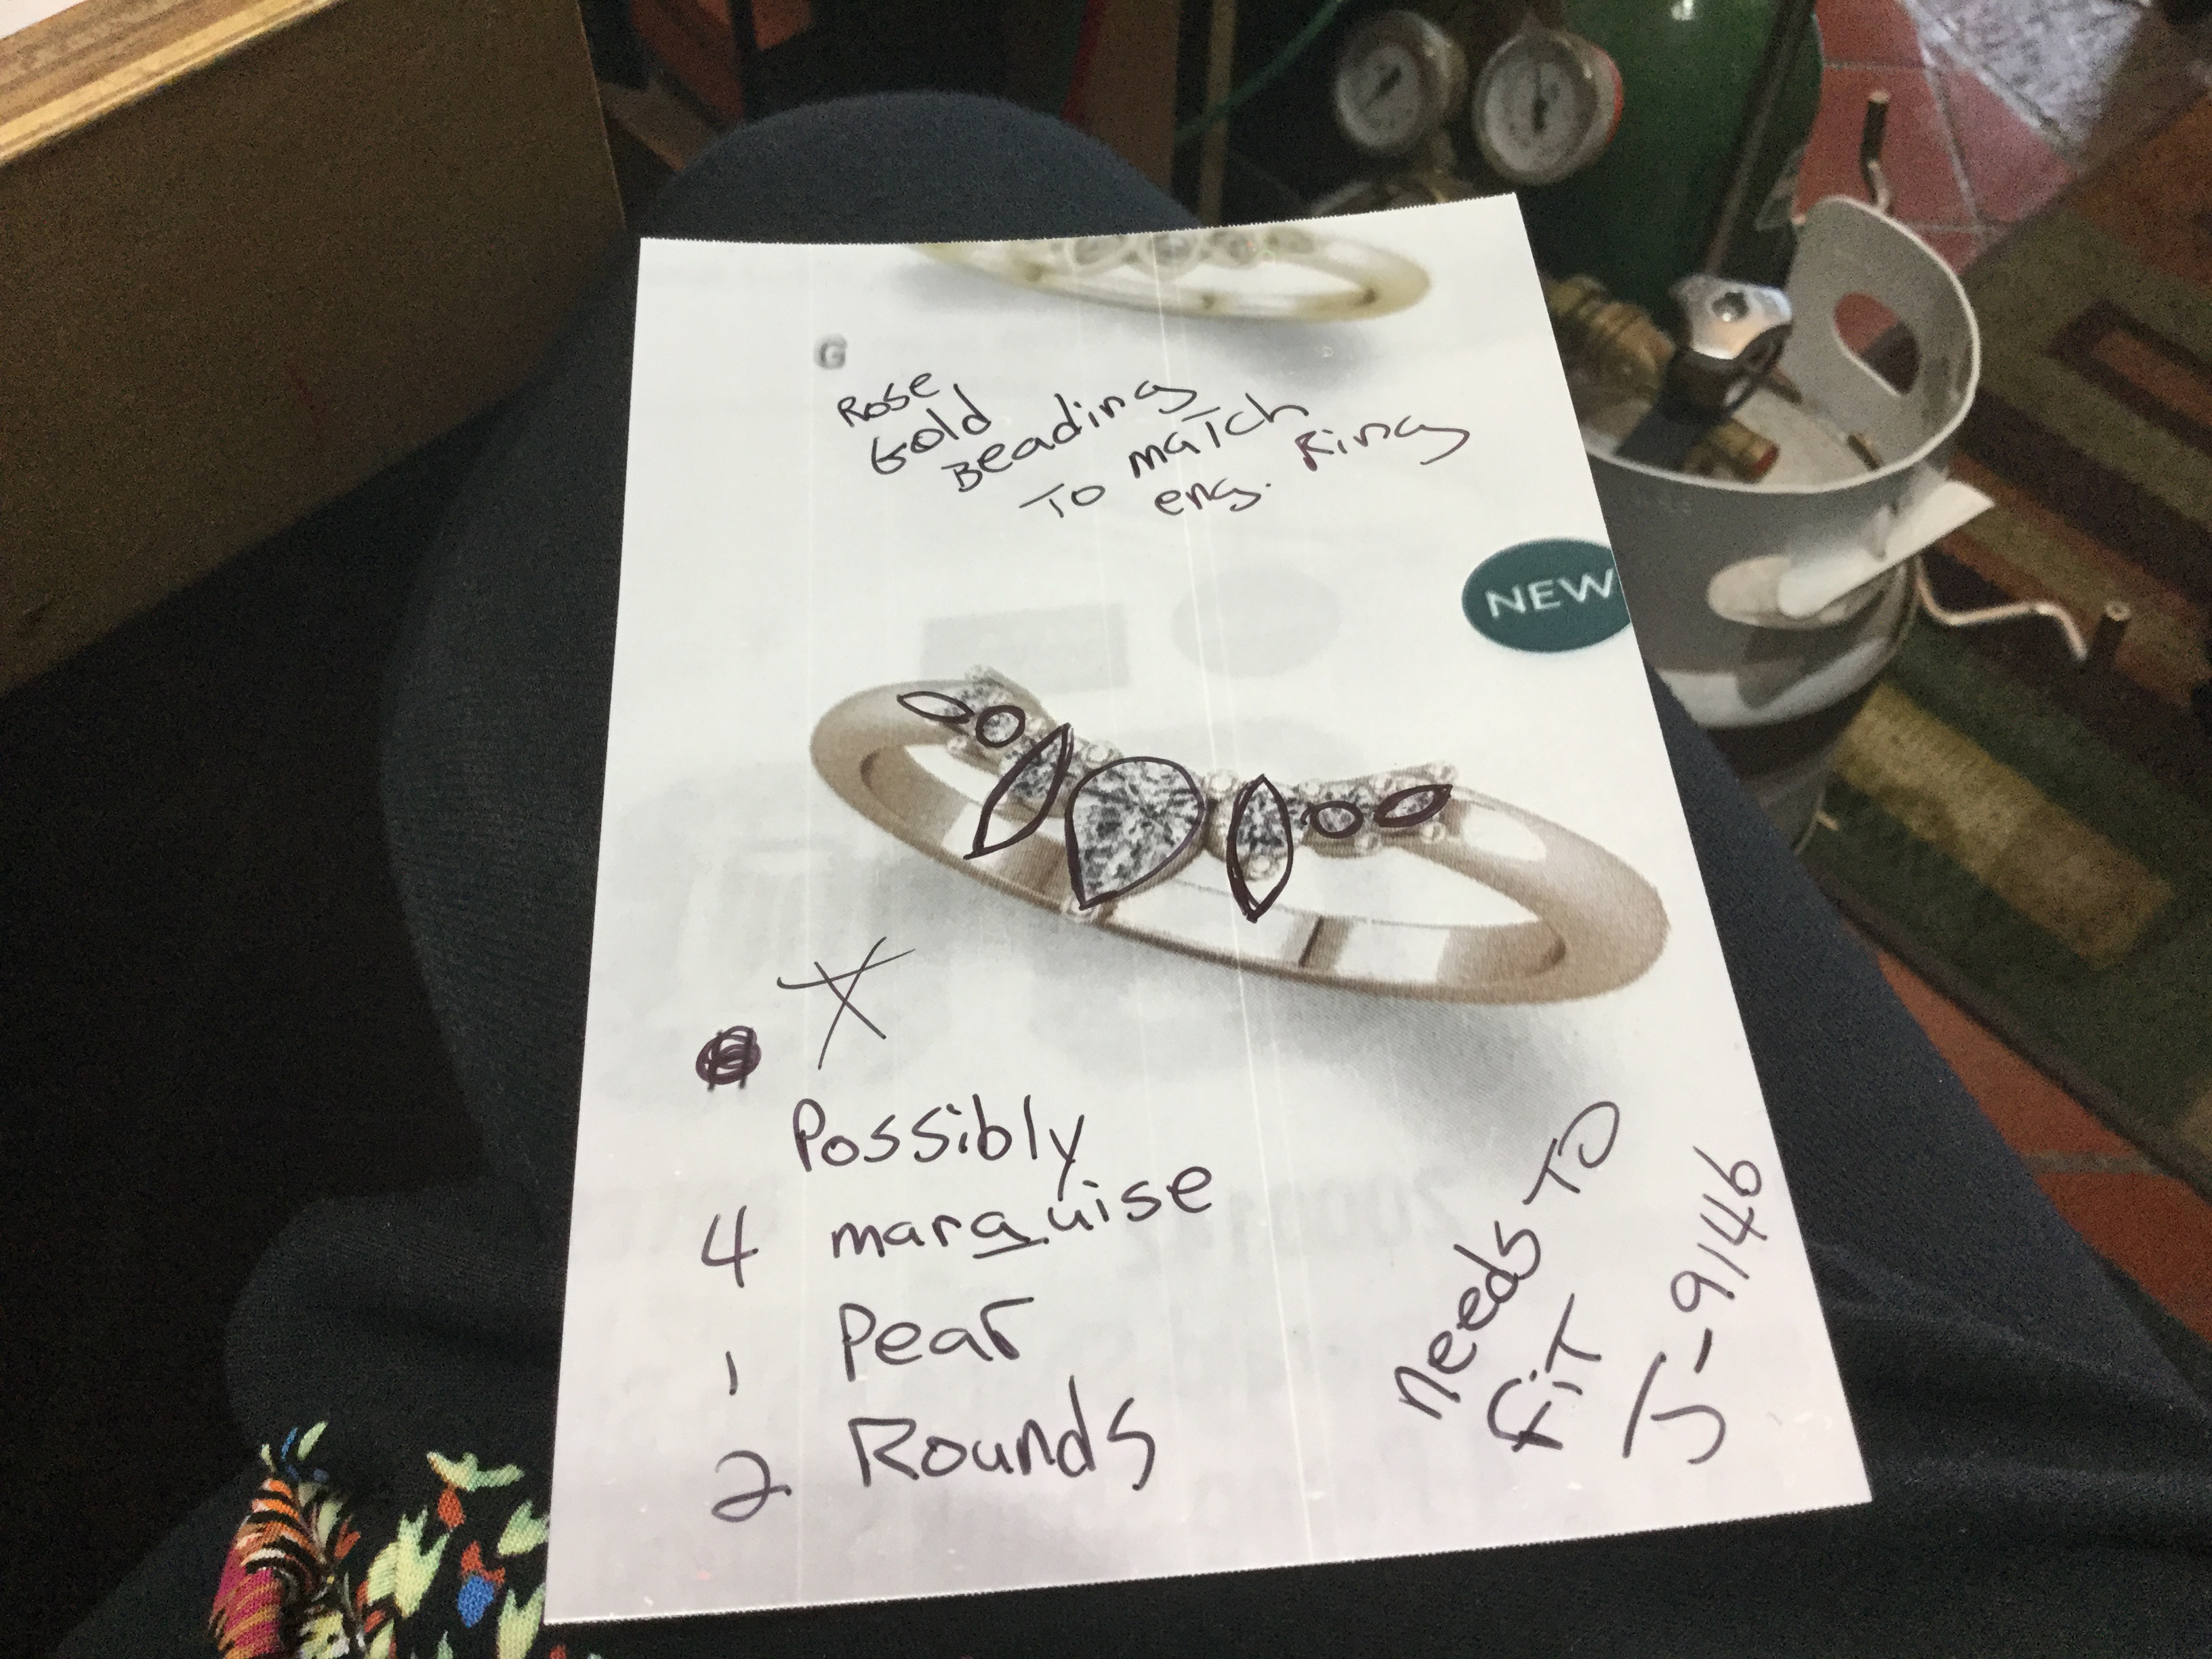 G
Rose
Gold
Beading
To match
eng. Ring
NEW
Possibly
4 marquise
1 Pear
2 Rounds
Needs To
Fit
J-9146